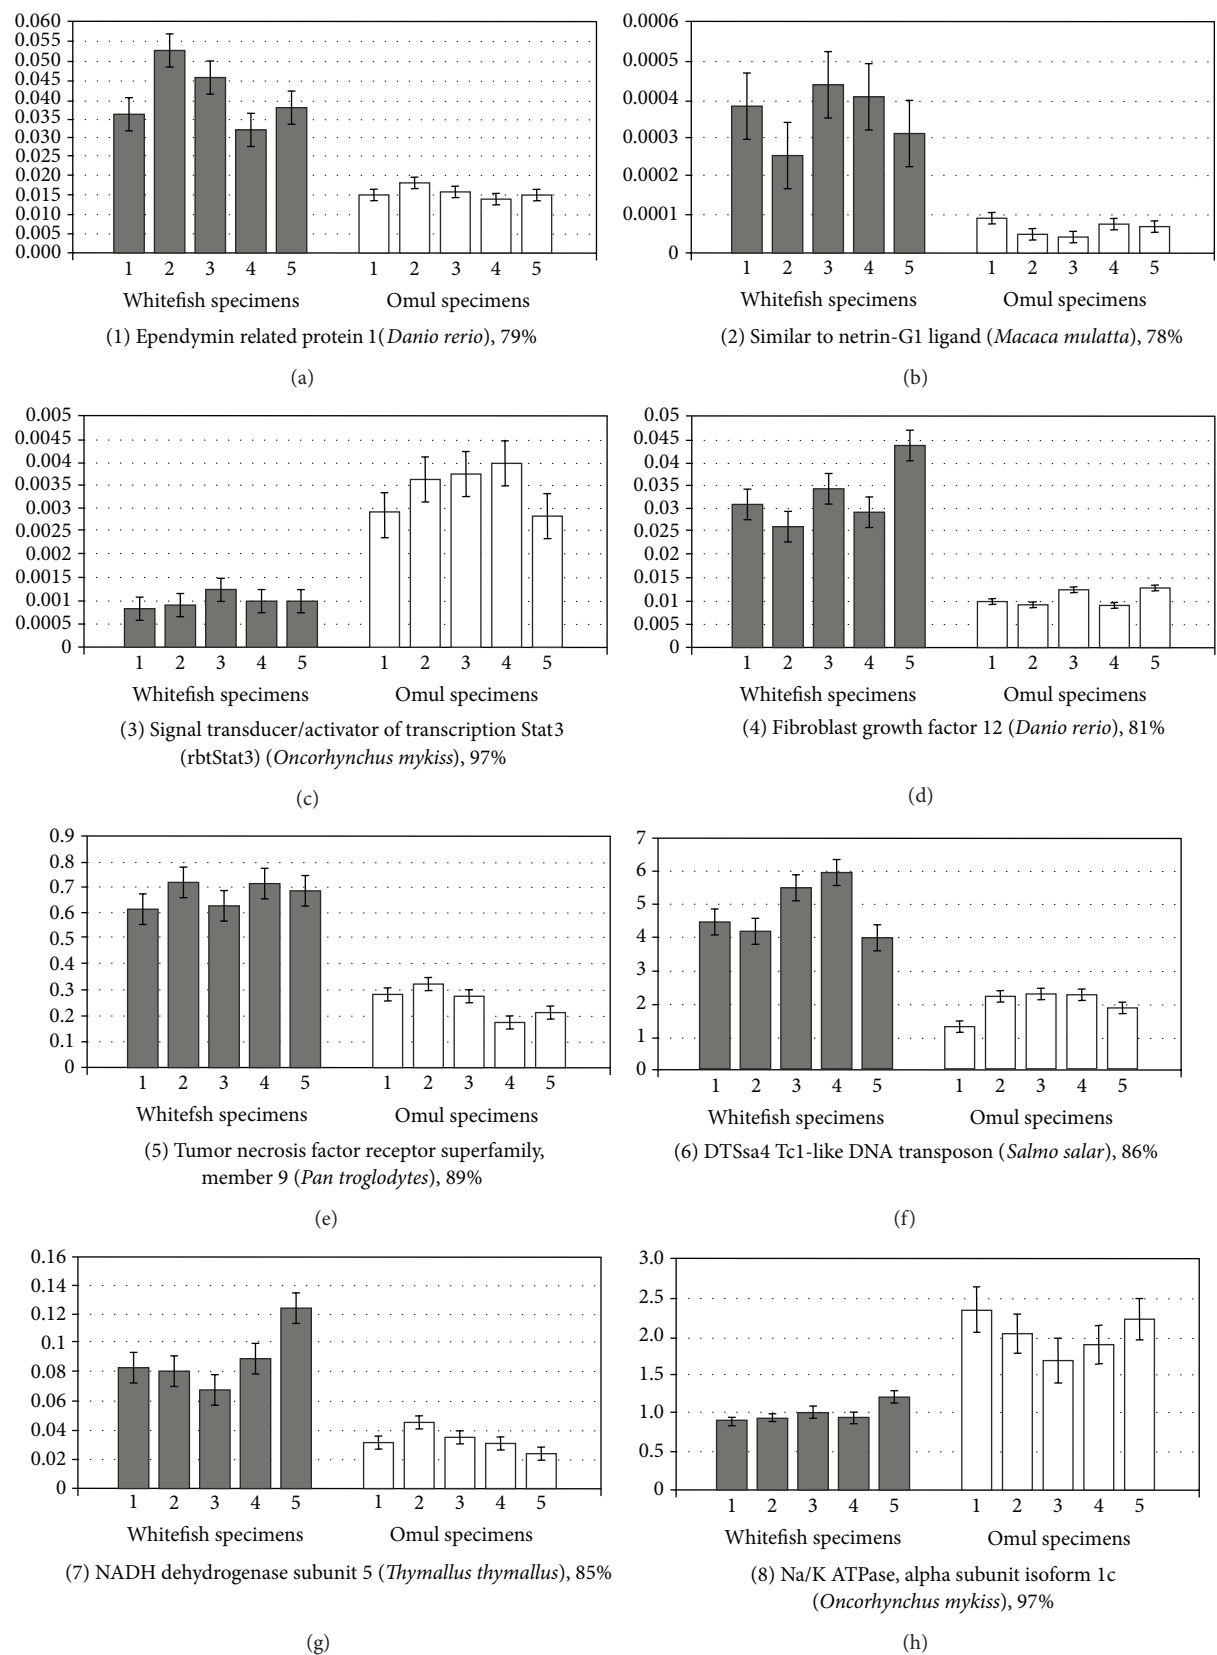 0.060
0.055
0.050
0.045
0.040
0.035
0.030
0.025
0.020
0.015
0.010
0.005
0.000
1 2 3 4 5 1 2 3 4 5
Whitefish specimens Omul specimens
(1) Ependymin related protein 1(Danio rerio), 79%
(a)
0.0006
0.0005
0.0004
0.0003
0.0002
0.0001
0
1 2 3 4 5 1 2 3 4 5
Whitefish specimens Omul specimens
(2) Similar to netrin-G1 ligand (Macaca mulatta), 78%
(b)
0.005
0.0045
0.004
0.0035
0.003
0.0025
0.002
0.0015
0.001
0.0005
0
1 2 3 4 5 1 2 3 4 5
Whitefish specimens Omul specimens
(3) Signal transducer/activator of transcription Stat3
(rbtStat3) (Oncorhynchus mykiss), 97%
(c)
0.05
0.045
0.04
0.035
0.03
0.025
0.02
0.015
0.01
0.005
0
1 2 3 4 5 1 2 3 4 5
Whitefish specimens Omul specimens
(4) Fibroblast growth factor 12 (Danio rerio), 81%
(d)
0.9
0.8
0.7
0.6
0.5
0.4
0.3
0.2
0.1
0
1 2 3 4 5 1 2 3 4 5
Whitefsh specimens Omul specimens
(5) Tumor necrosis factor receptor superfamily,
member 9 (Pan troglodytes), 89%
(e)
7
6
5
4
3
2
1
0
1 2 3 4 5 1 2 3 4 5
Whitefish specimens Omul specimens
(6) DTSsa4 Tc1-like DNA transposon (Salmo salar), 86%
(f)
0.16
0.14
0.12
0.1
0.08
0.06
0.04
0.02
0
1 2 3 4 5 1 2 3 4 5
Whitefish specimens Omul specimens
(7) NADH dehydrogenase subunit 5 (Thymallus thymallus), 85%
(g)
3.0
2.5
2.0
1.5
1.0
0.5
0
1 2 3 4 5 1 2 3 4 5
Whitefish specimens Omul specimens
(8) Na/K ATPase, alpha subunit isoform 1c
(Oncorhynchus mykiss), 97%
(h)